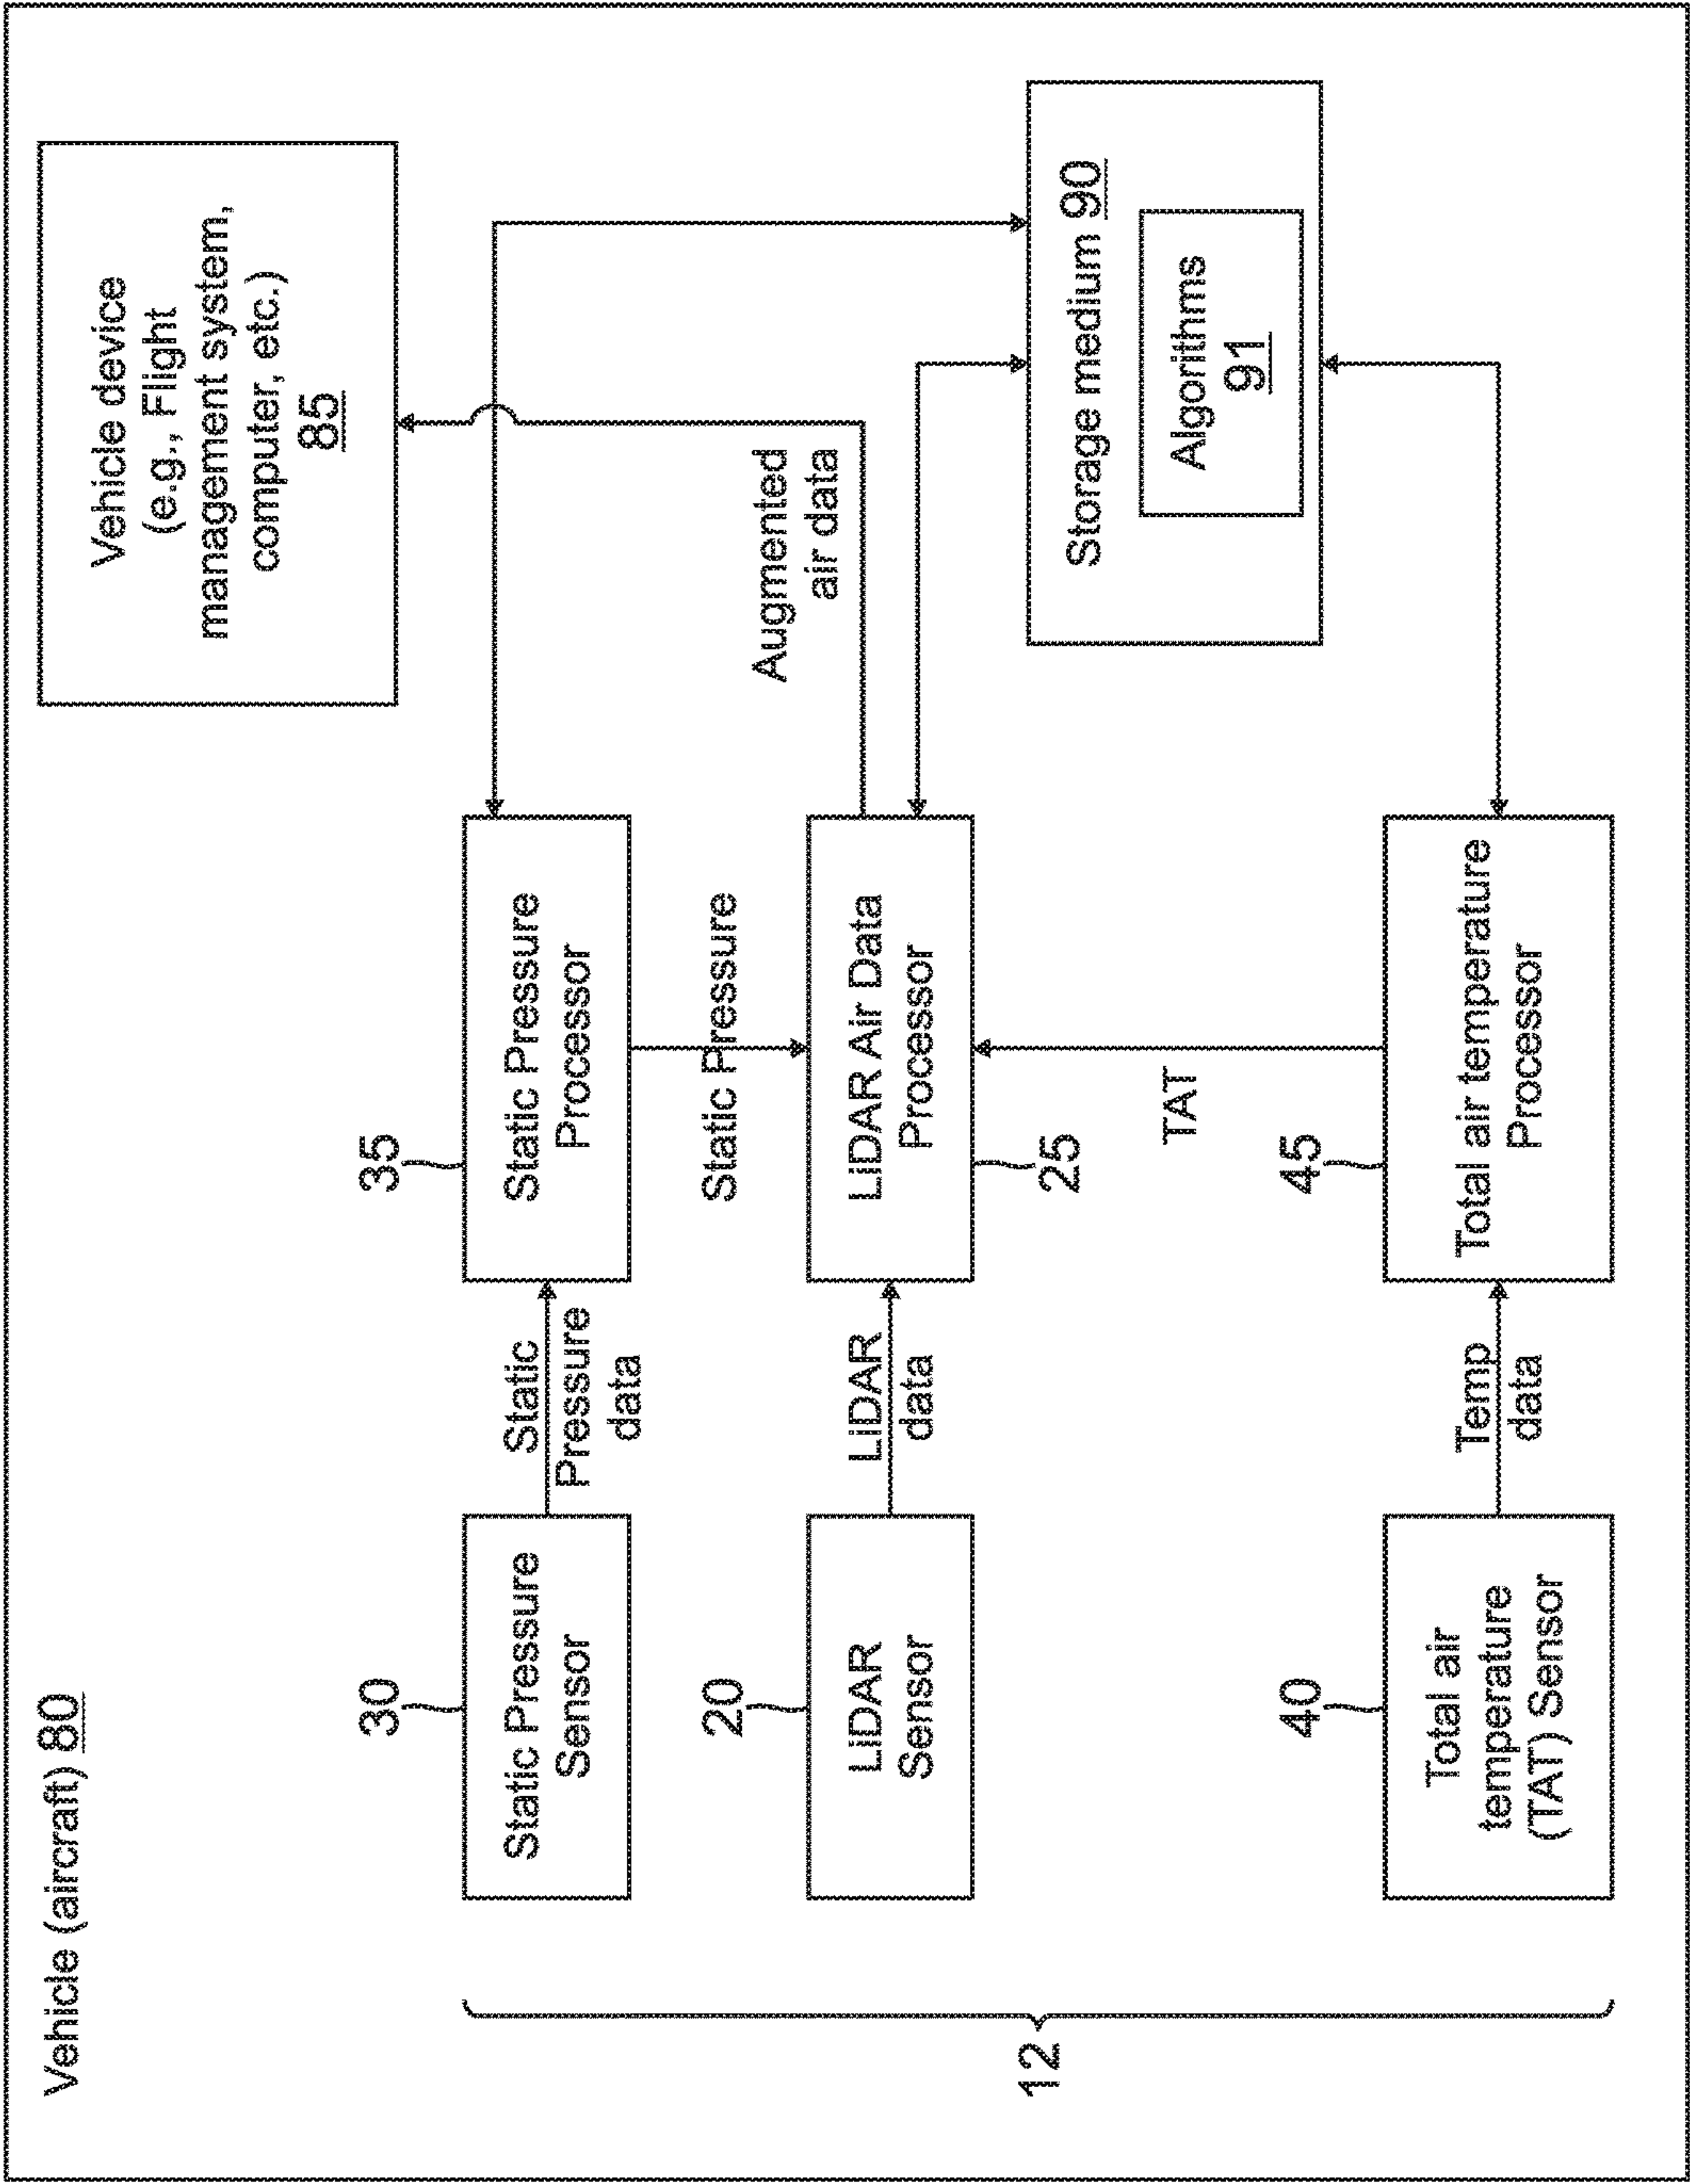 Vehicle (aircraft) 80
Vehicle device
(e.g., Flight
management system,
computer, etc.)
85
30
Static Pressure
Sensor
Static
Pressure
data
35
Static Pressure
Processor
Static Pressure
20
LiDAR
Sensor
LiDAR
data
LiDAR Air Data
Processor
25
Augmented
air data
TAT
40
Total air
temperature
(TAT) Sensor
Temp
data
45
Total air temperature
Processor
Storage medium 90
Algorithms
91
12